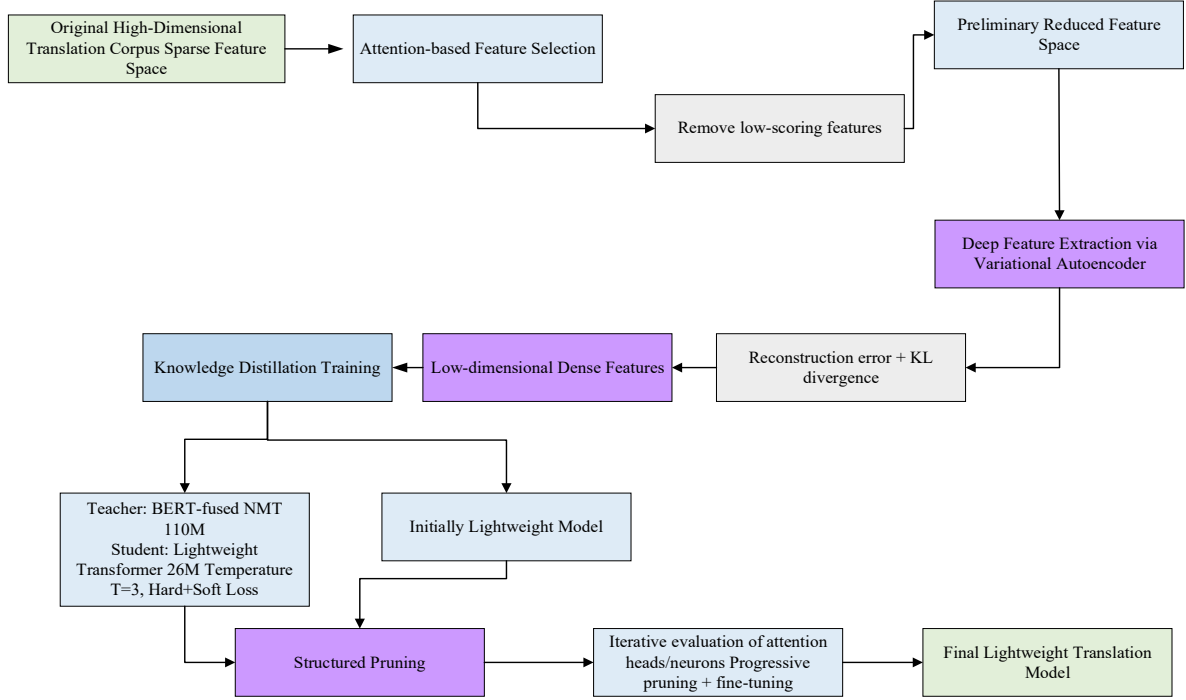 Original High-Dimensional
Translation Corpus Sparse Feature
Space
Attention-based Feature Selection
Remove low-scoring features
Preliminary Reduced Feature
Space
Deep Feature Extraction via
Variational Autoencoder
Reconstruction error + KL
divergence
Low-dimensional Dense Features
Knowledge Distillation Training
Teacher: BERT-fused NMT
110M
Student: Lightweight
Transformer 26M Temperature
T=3, Hard+Soft Loss
Initially Lightweight Model
Structured Pruning
Iterative evaluation of attention
heads/neurons Progressive
pruning + fine-tuning
Final Lightweight Translation
Model